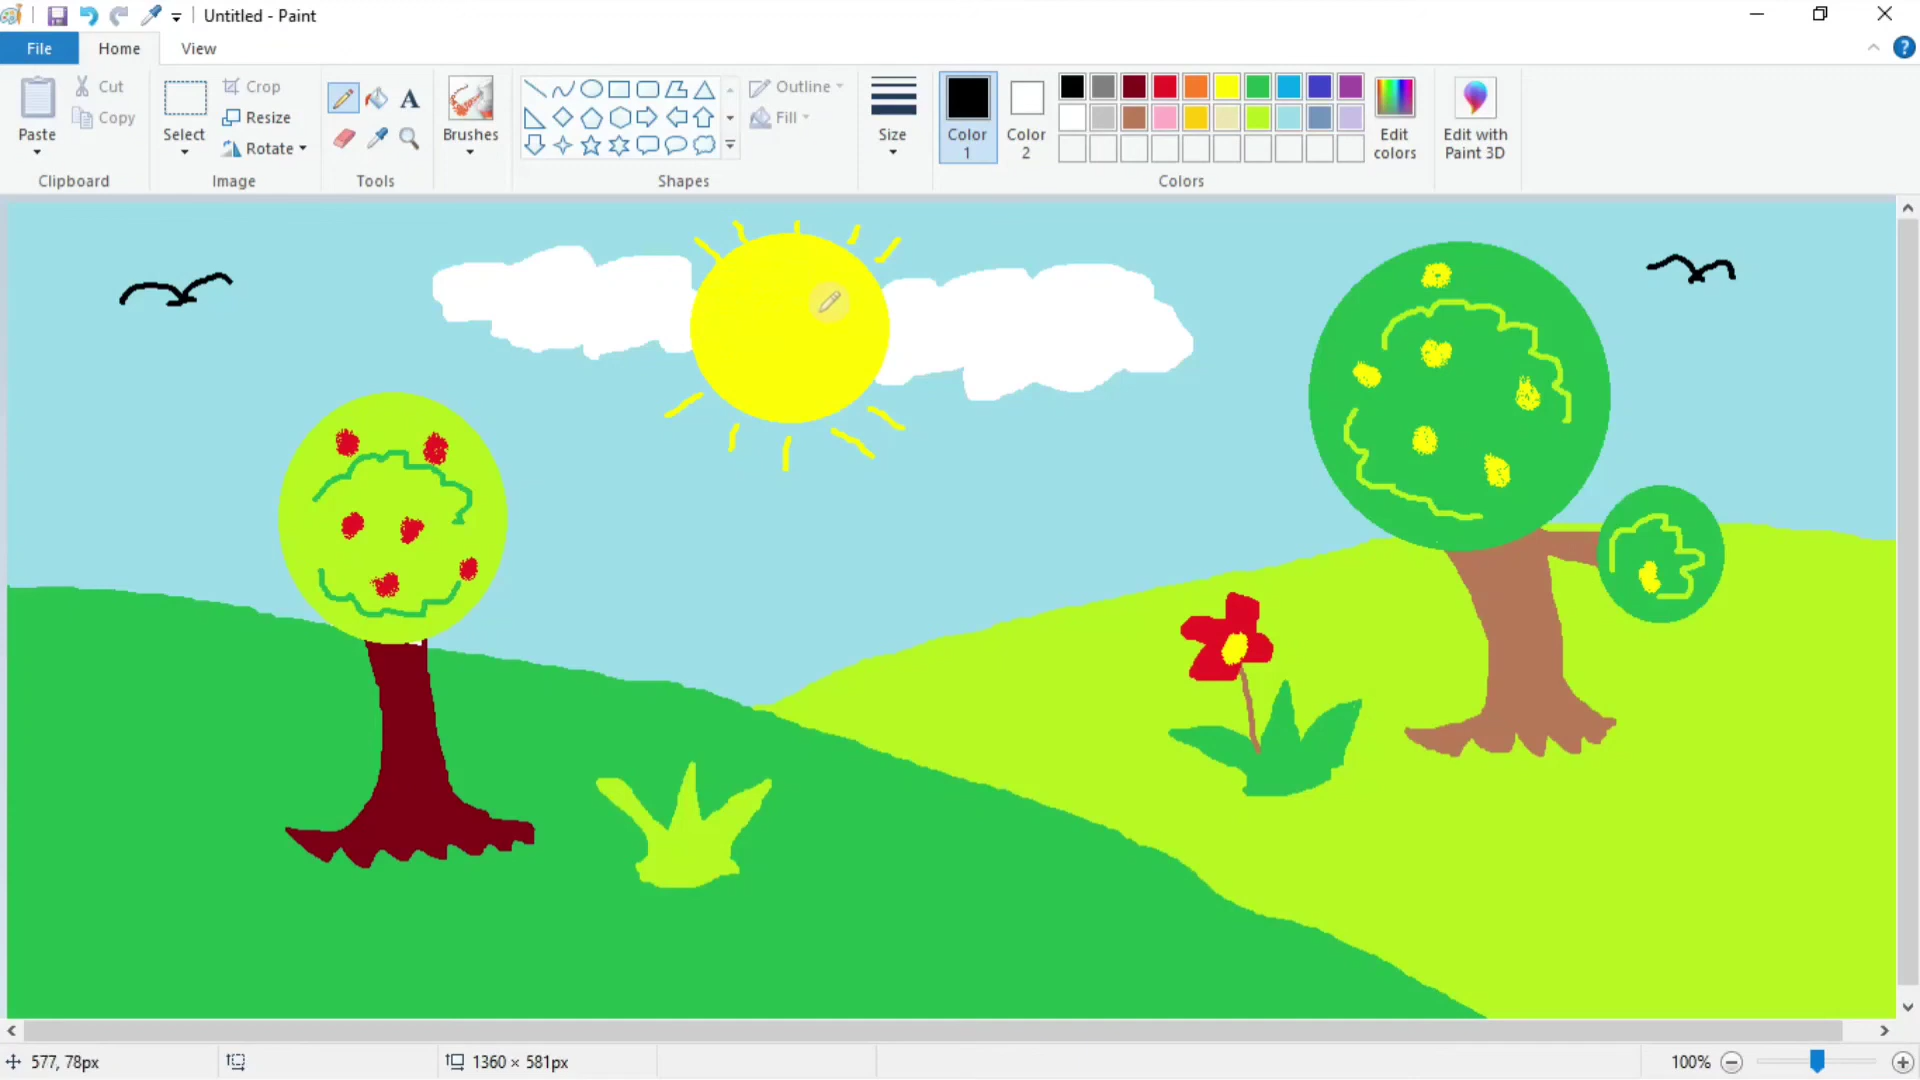 Untitled - Paint
File Home View
Paste
Cut
Copy
Clipboard
Select
Crop
Resize
Rotate
Image
A
Tools
Brushes
Shapes
Outline
Fill
Size
Color 1
Color 2
Colors
Edit colors
Edit with Paint 3D
?
577, 78px
1360 × 581px
100%